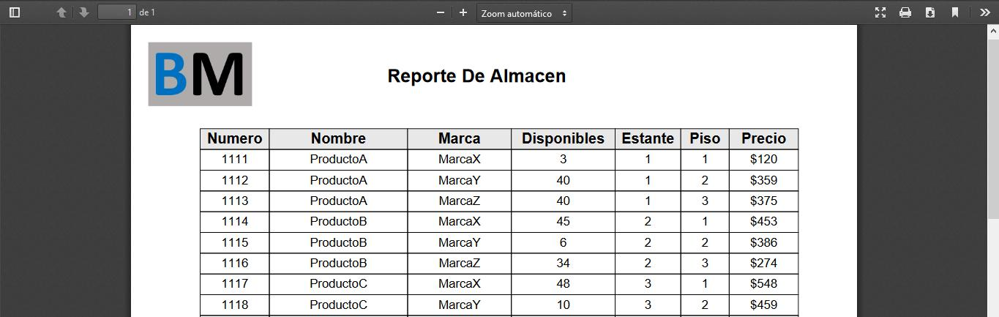 1 de 1
Zoom automático
BM
Reporte De Almacen
Numero Nombre Marca Disponibles Estante Piso Precio
1111 ProductoA MarcaX 3 1 1 $120
1112 ProductoA MarcaY 40 1 2 $359
1113 ProductoA MarcaZ 40 1 3 $375
1114 ProductoB MarcaX 45 2 1 $453
1115 ProductoB MarcaY 6 2 2 $386
1116 ProductoB MarcaZ 34 2 3 $274
1117 ProductoC MarcaX 48 3 1 $548
1118 ProductoC MarcaY 10 3 2 $459